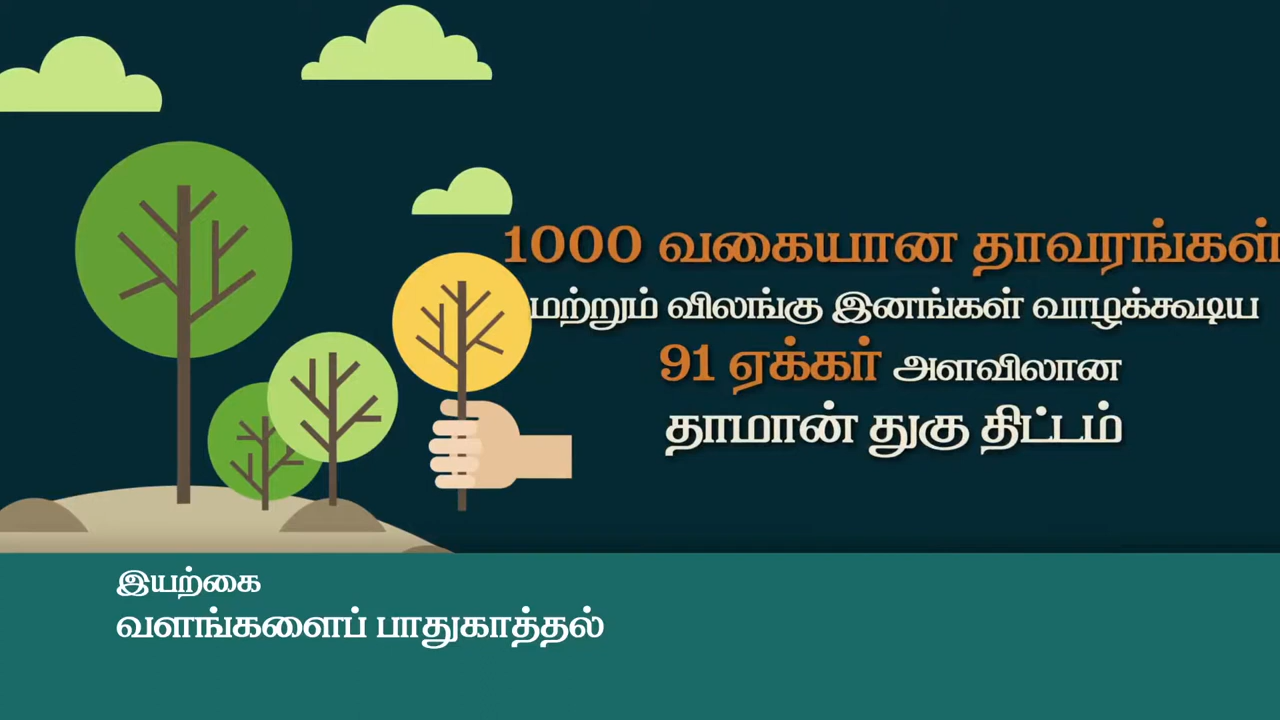 1000 வகையான தாவரங்கள்
மற்றும் விலங்கு இனங்கள் வாழக்கூடிய
91 ஏக்கர் அளவிலான
தாமான் துகு திட்டம்
இயற்கை
வளங்களைப் பாதுகாத்தல்